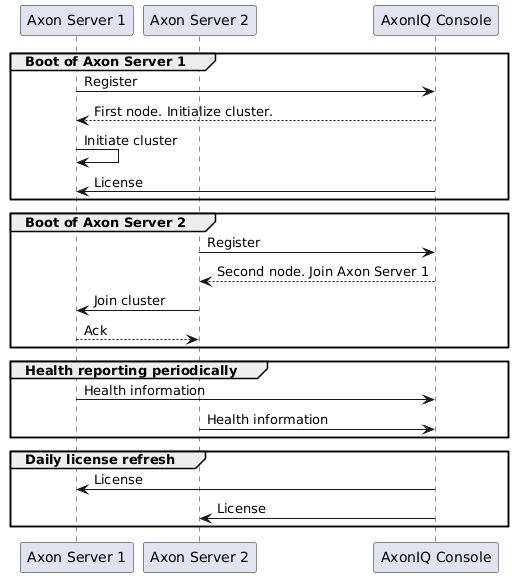 Axon Server 1
Axon Server 2
AxonIQ Console
Boot of Axon Server 1
Register
First node. Initialize cluster.
Initiate cluster
License
Boot of Axon Server 2
Register
Second node. Join Axon Server 1
Join cluster
Ack
Health reporting periodically
Health information
Health information
Daily license refresh
License
License
Axon Server 1
Axon Server 2
AxonIQ Console